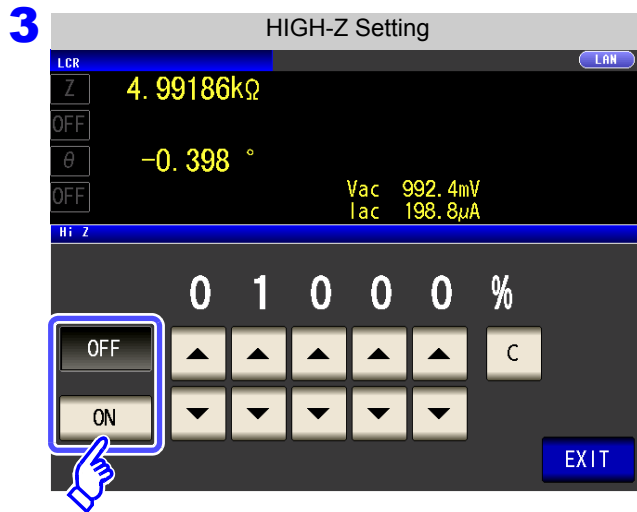 3
HIGH-Z Setting
LCR LAN
Z 4.99186kΩ
OFF
θ -0.398 °
OFF
Vac 992.4mV
Iac 198.8μA
Hi Z
0 1 0 0 0 %
OFF
C
ON
EXIT